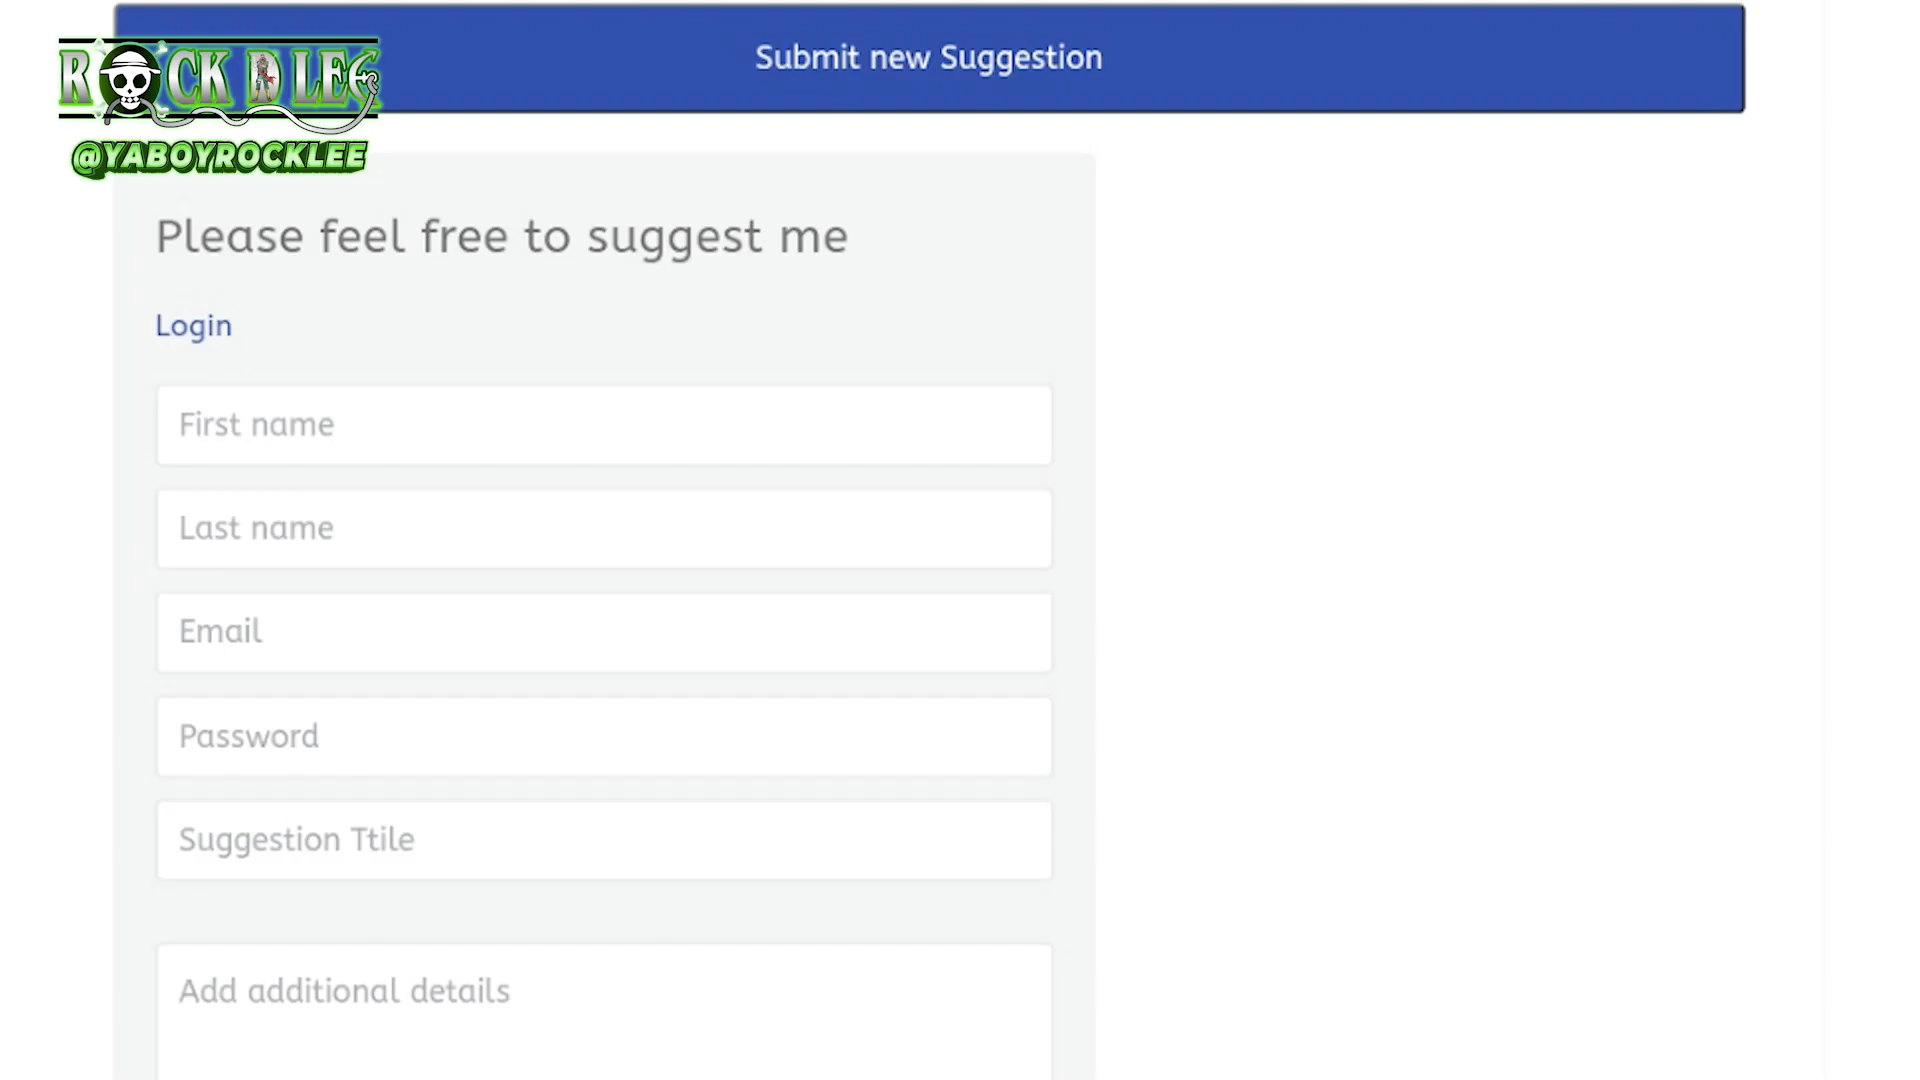 Submit new Suggestion
ROCK D LEE
@YABOYROCKLEE
Please feel free to suggest me
Login
First name
Last name
Email
Password
Suggestion Ttile
Add additional details